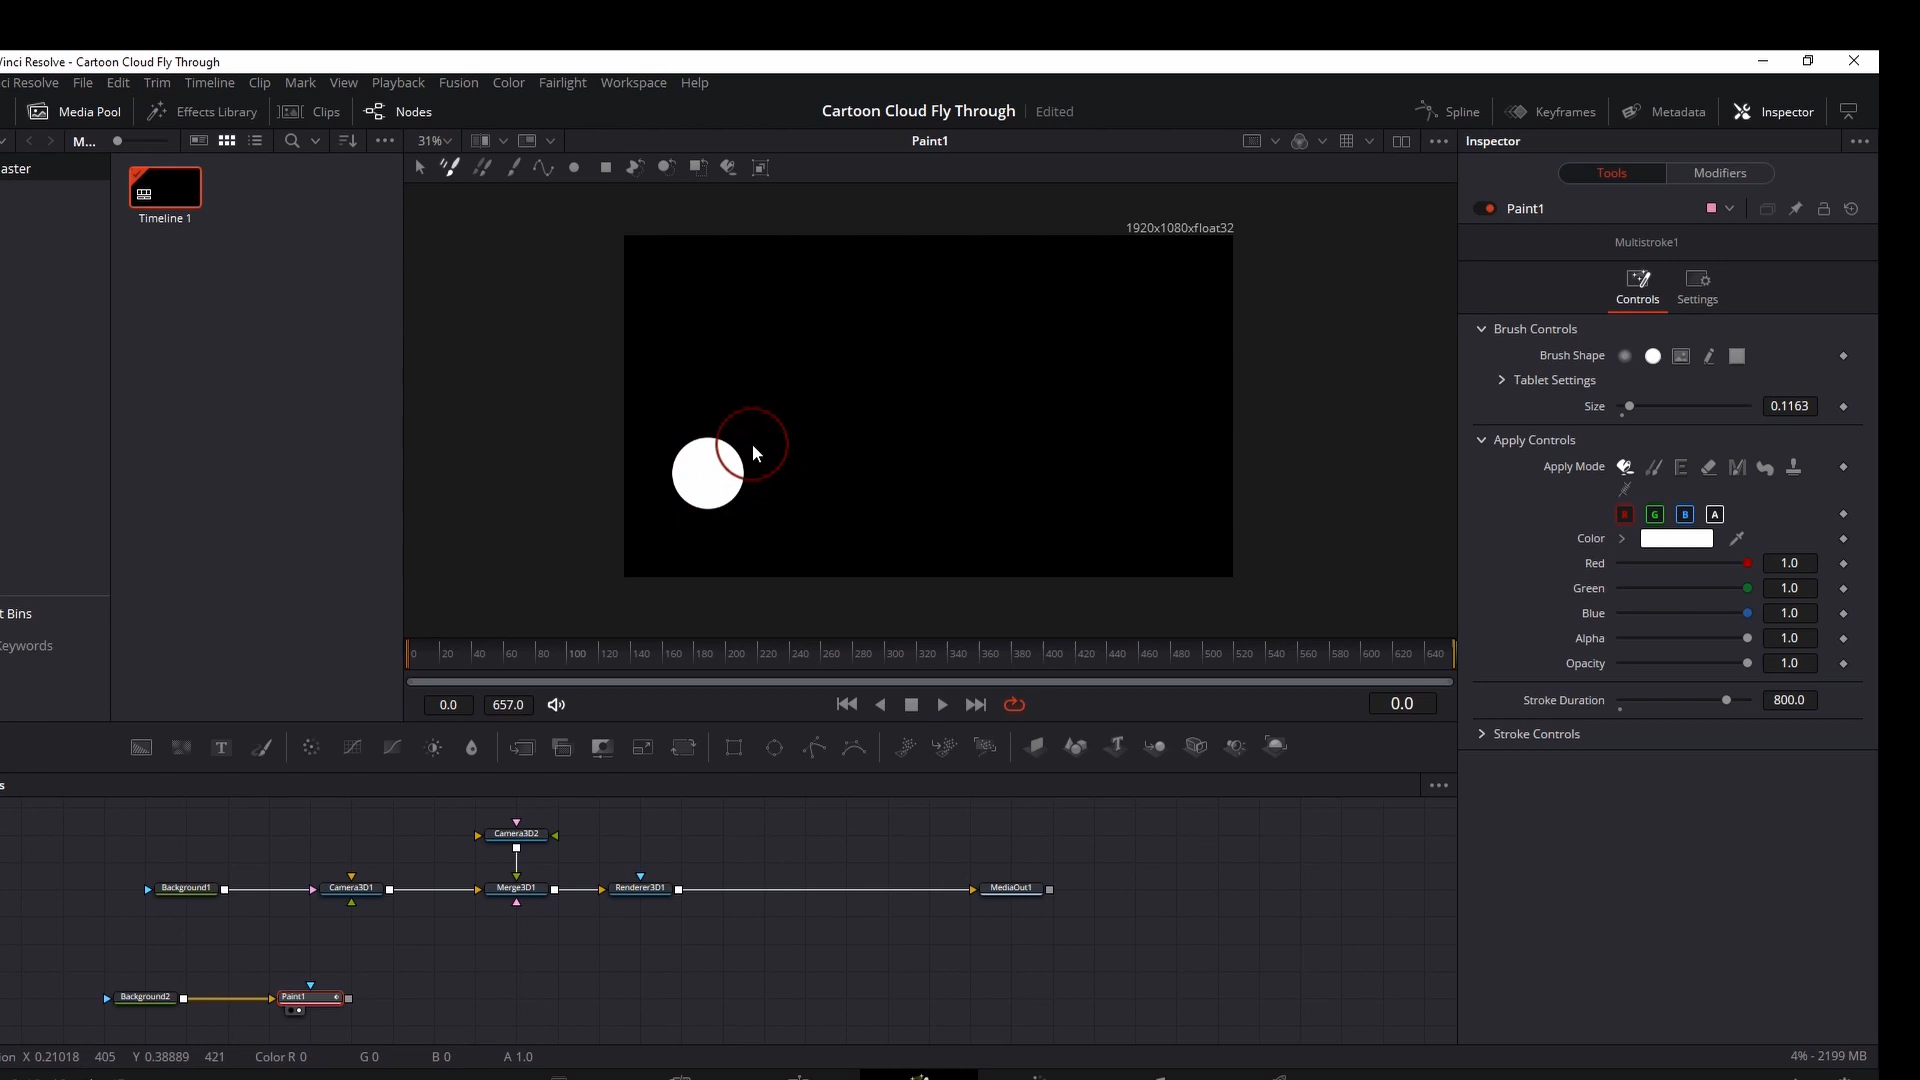 Vinci Resolve - Cartoon Cloud Fly Through
ci Resolve File Edit Trim Timeline Clip Mark View Playback Fusion Color Fairlight Workspace Help
Media Pool Effects Library Clips Nodes Cartoon Cloud Fly Through Edited Spline Keyframes Metadata Inspector
M... 31% Paint1 Inspector
aster
Tools Modifiers
Timeline 1
Paint1
1920x1080xfloat32
Multistroke1
Controls Settings
Brush Controls
Brush Shape
Tablet Settings
Size 0.1163
Apply Controls
Apply Mode E M
R G B A
Color
Red 1.0
Green 1.0
Blue 1.0
Alpha 1.0
Opacity 1.0
Stroke Duration 800.0
Stroke Controls
t Bins
eywords
0 20 40 60 80 100 120 140 160 180 200 220 240 260 280 300 320 340 360 380 400 420 440 460 480 500 520 540 560 580 600 620 640
0.0 657.0 0.0
T
s
Camera3D2
Background1 Camera3D1 Merge3D1 Renderer3D1 MediaOut1
Background2 Paint1
ion X 0.21018 405 Y 0.38889 421 Color R 0 G 0 B 0 A 1.0 4% - 2199 MB